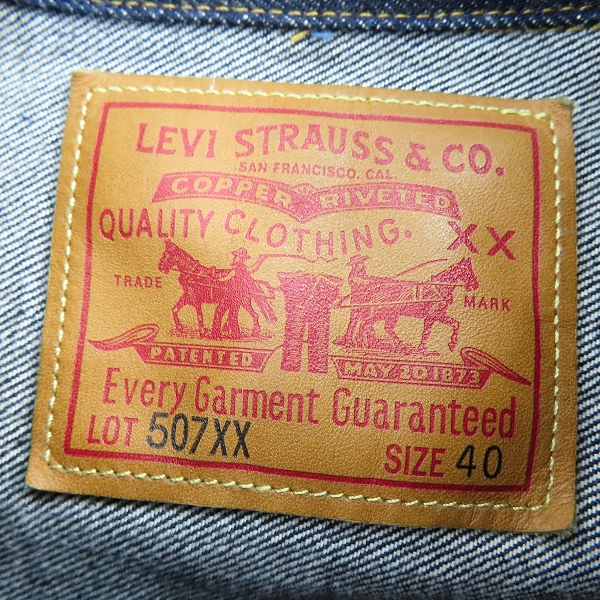 LEVI STRAUSS & CO.
SAN FRANCISCO. CAL.
COPPER RIVETED
QUALITY CLOTHING. XX
TRADE MARK
PATENTED MAY 20 1873
Every Garment Guaranteed
LOT 507XX
SIZE 40